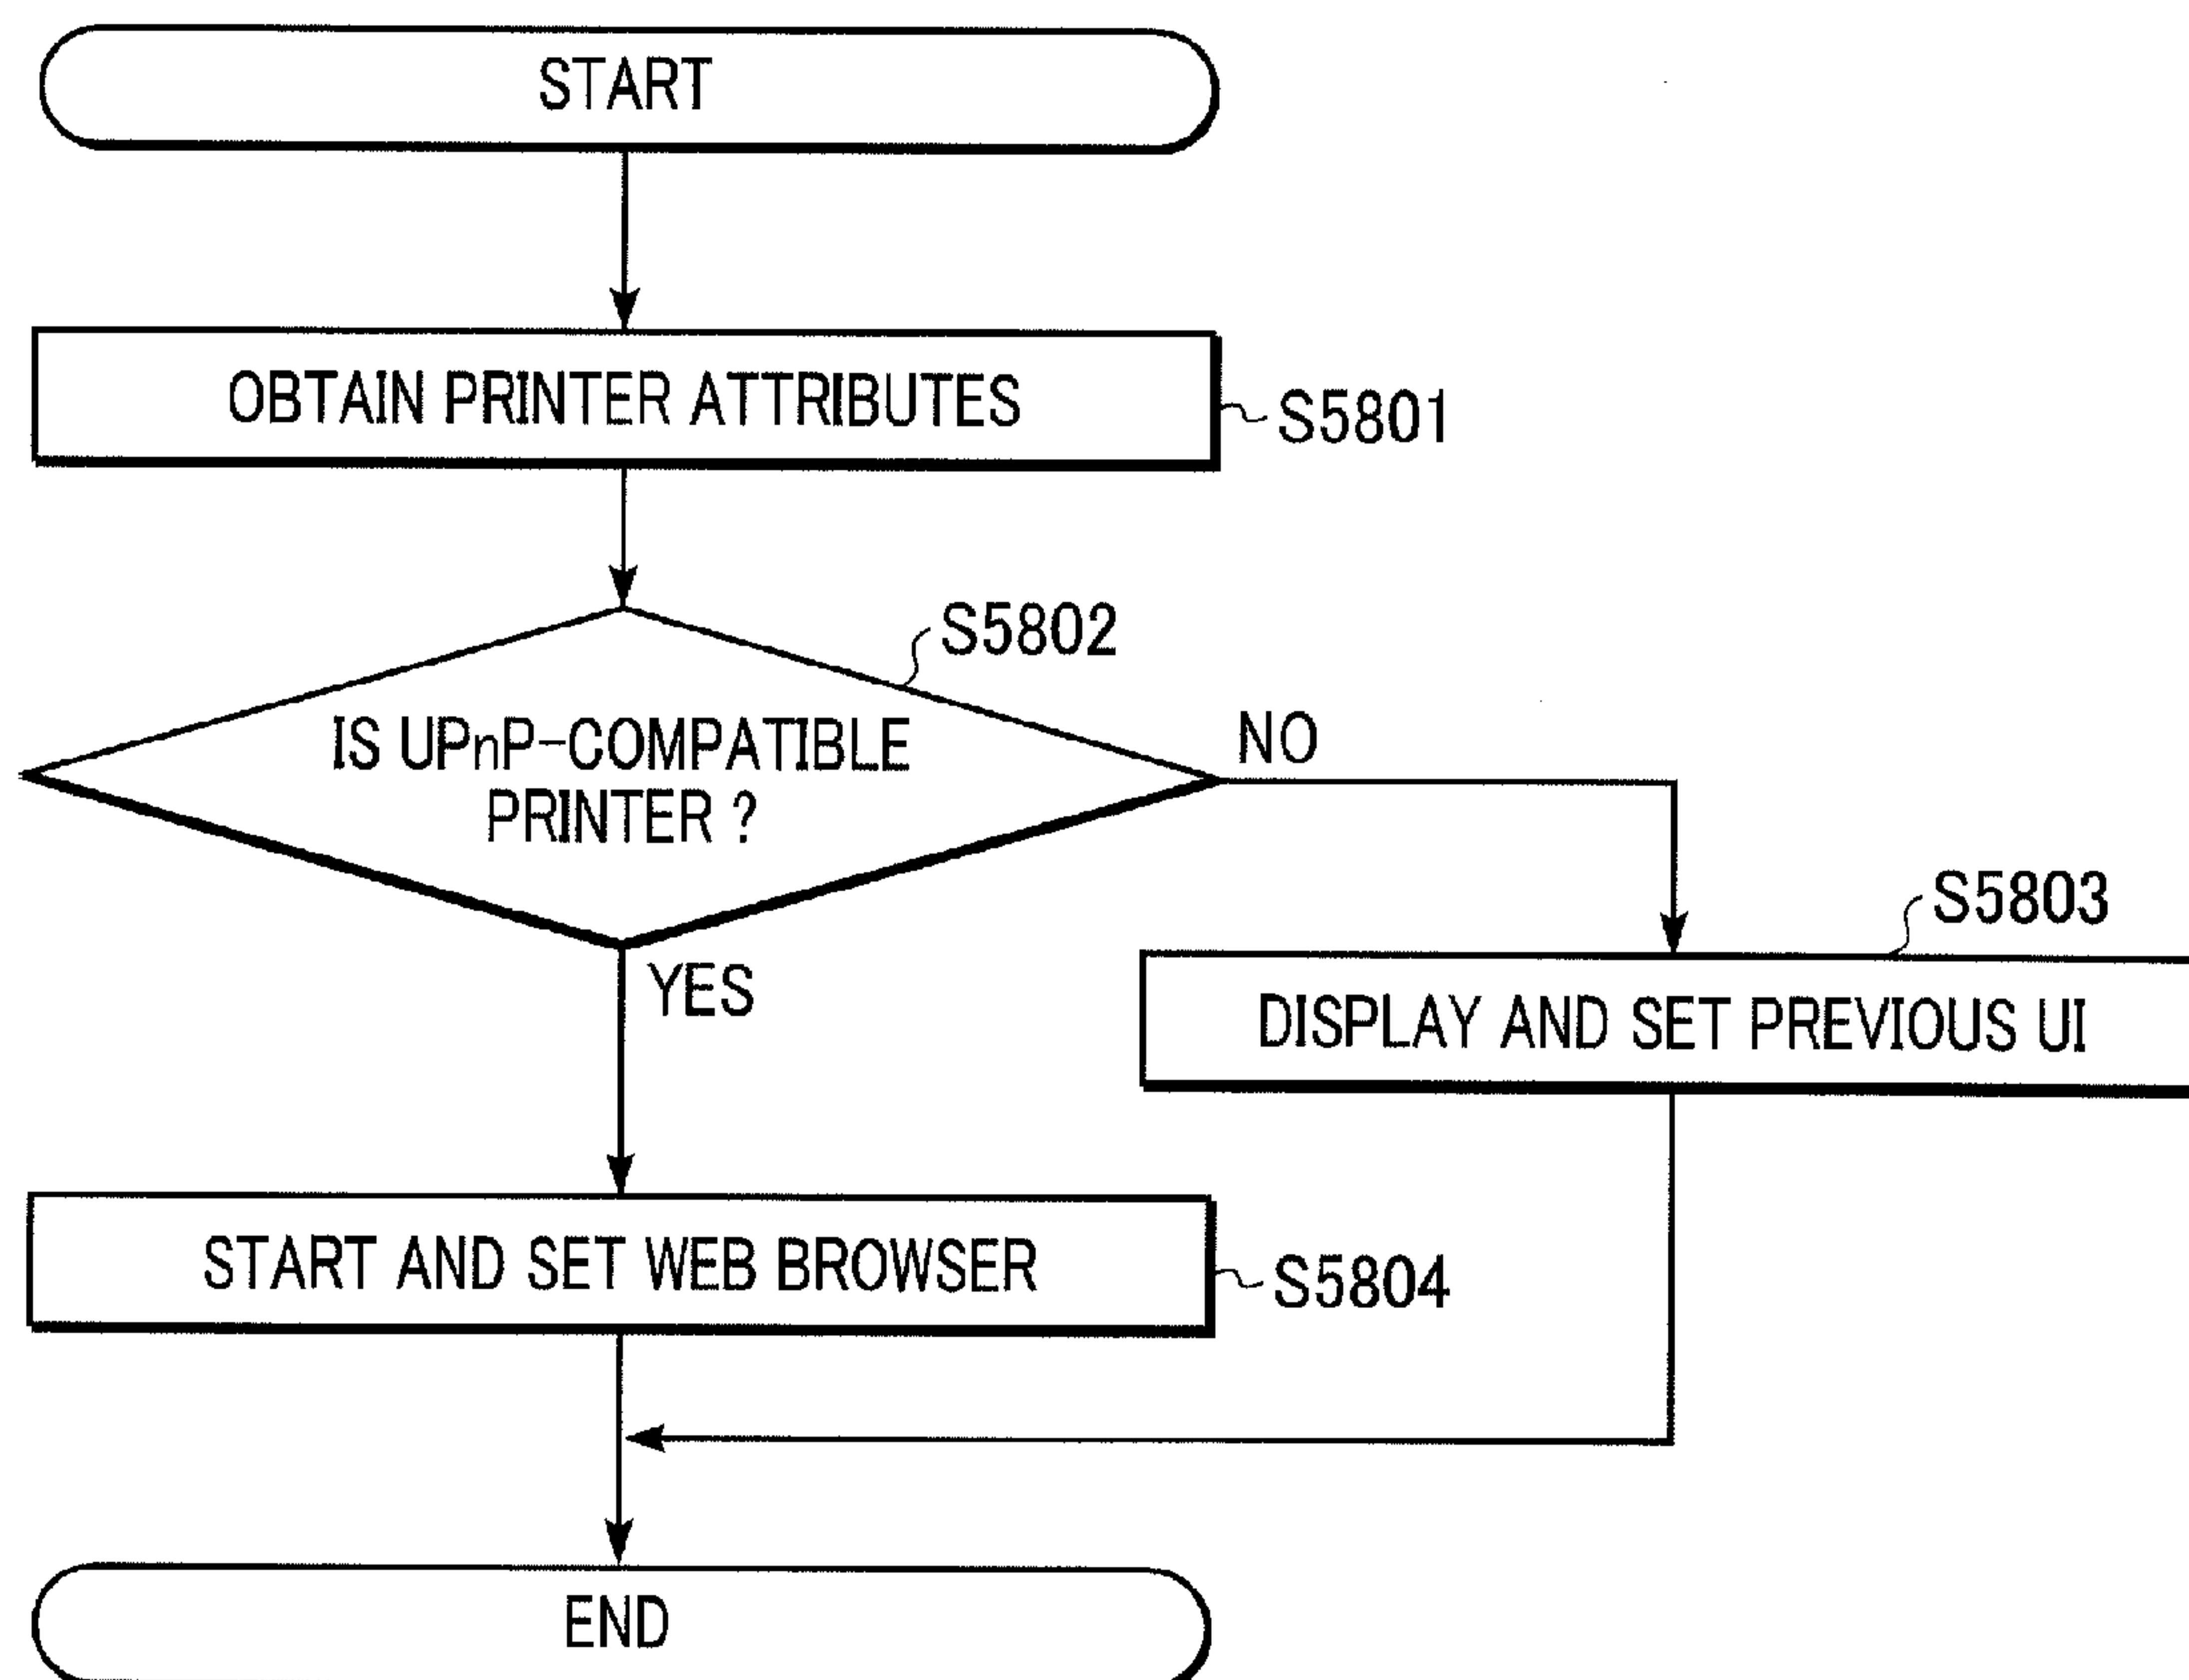 START
OBTAIN PRINTER ATTRIBUTES
S5801
S5802
IS UPnP-COMPATIBLE
PRINTER ?
NO
YES
S5803
DISPLAY AND SET PREVIOUS UI
START AND SET WEB BROWSER
S5804
END